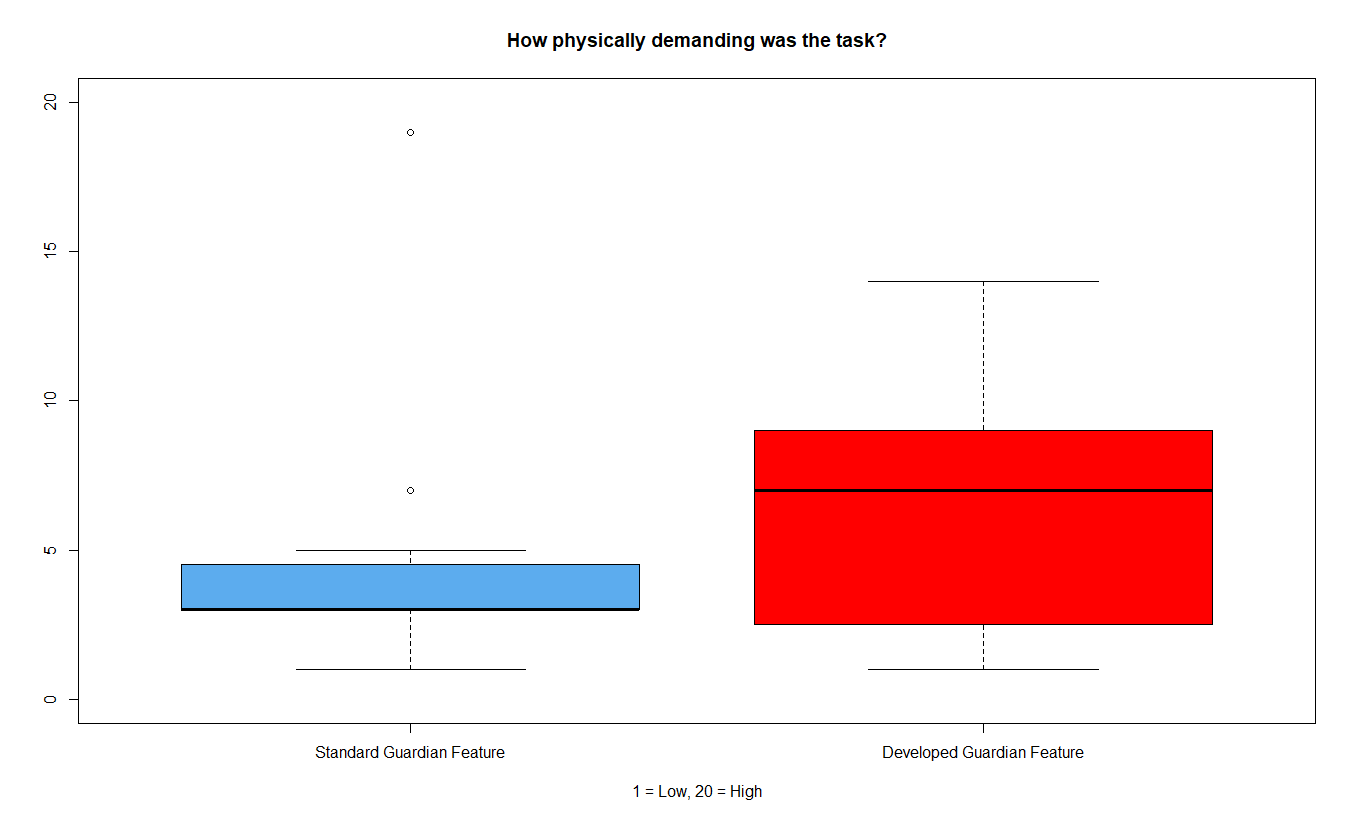 How physically demanding was the task?
20
15
10
5
0
Standard Guardian Feature
Developed Guardian Feature
1 = Low, 20 = High